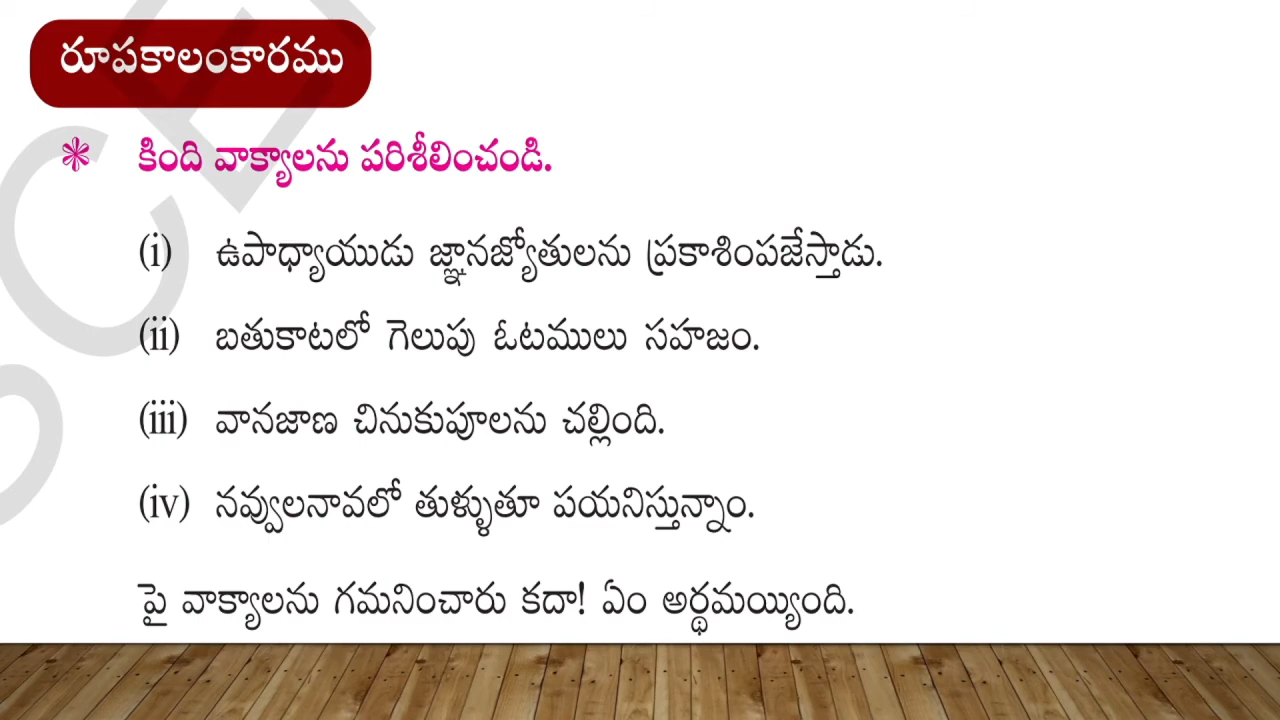 రూపకాలంకారము
* కింది వాక్యాలను పరిశీలించండి.
(i) ఉపాధ్యాయుడు జ్ఞానజ్యోతులను ప్రకాశింపజేస్తాడు.
(ii) బతుకాటలో గెలుపు ఓటములు సహజం.
(iii) వానజాణ చినుకుపూలను చల్లింది.
(iv) నవ్వులనావలో తుళ్ళుతూ పయనిస్తున్నాం.
పై వాక్యాలను గమనించారు కదా! ఏం అర్థమయ్యింది.